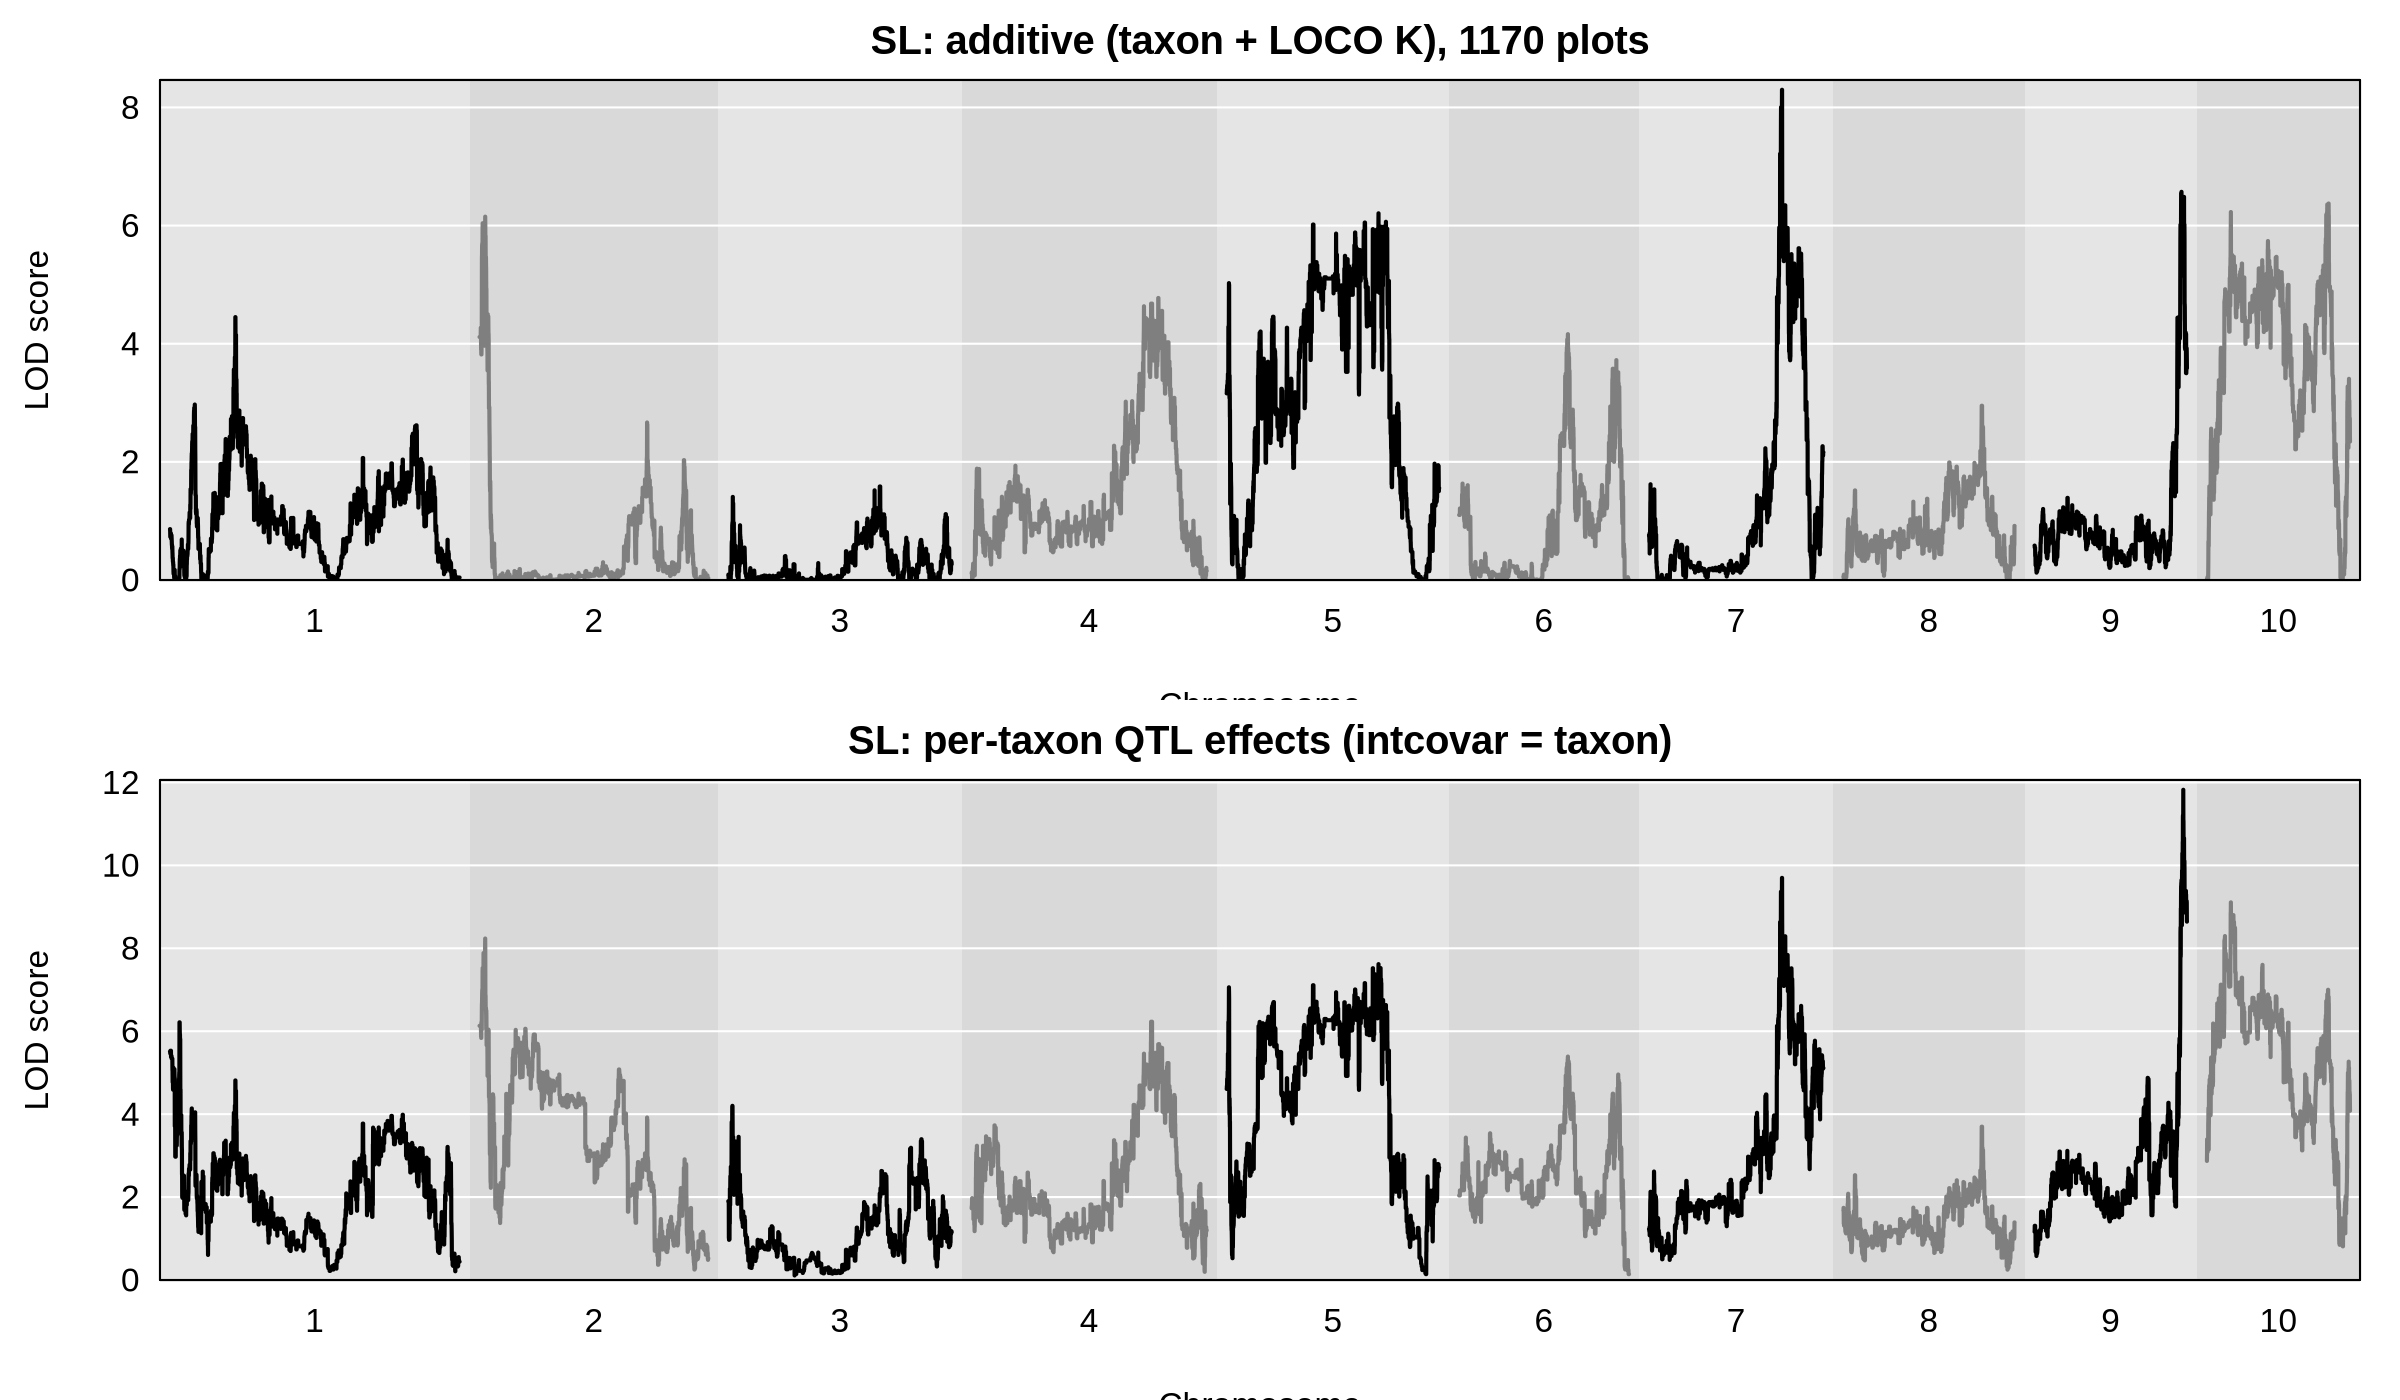 SL: additive (taxon + LOCO K), 1170 plots
8
6
4
2
0
LOD score
1 2 3 4 5 6 7 8 9 10
Chromosome
SL: per-taxon QTL effects (intcovar = taxon)
12
10
8
6
4
2
0
LOD score
1 2 3 4 5 6 7 8 9 10
Chromosome